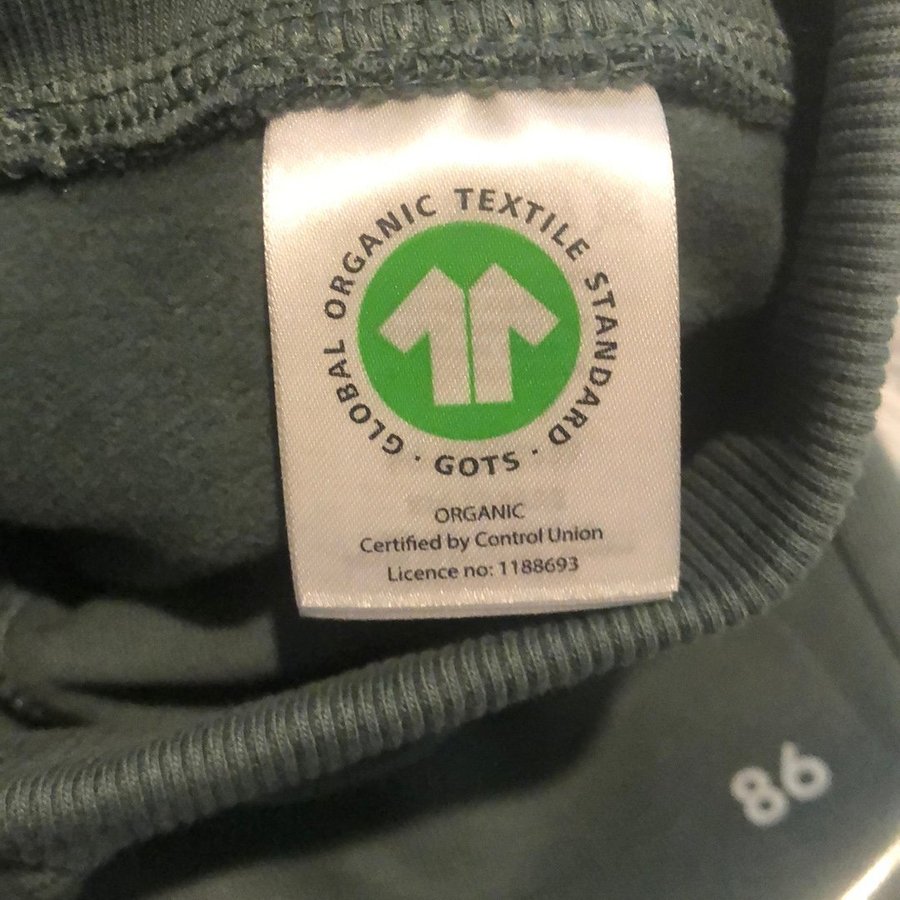 GLOBAL ORGANIC TEXTILE STANDARD · GOTS ·
ORGANIC
Certified by Control Union
Licence no: 1188693
86